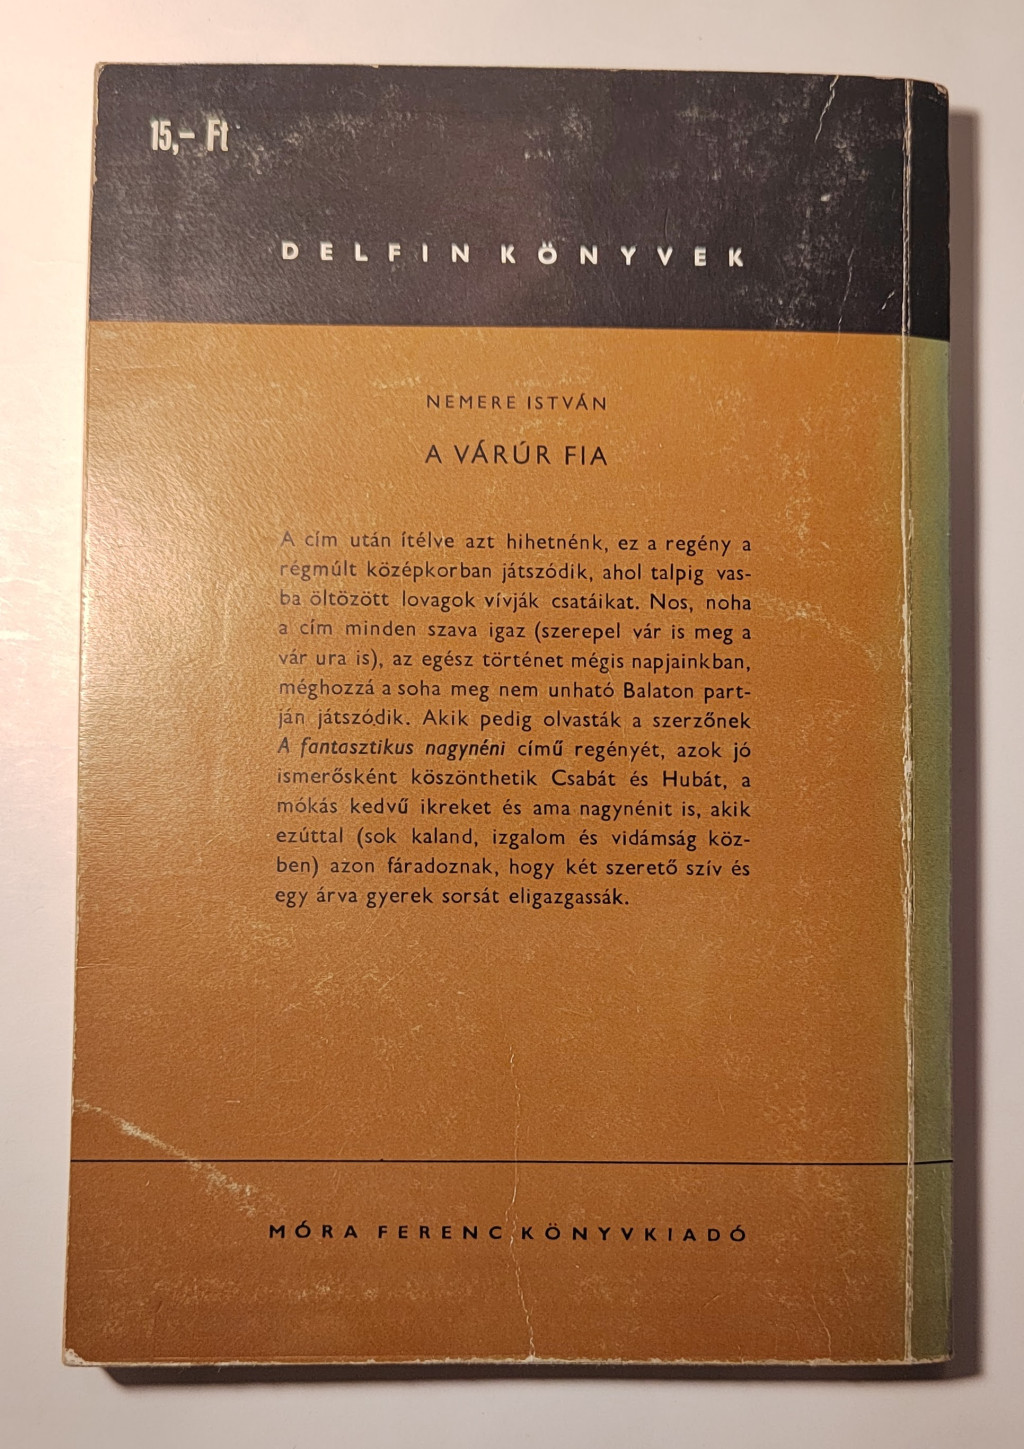 15,- Ft
DELFIN KÖNYVEK
NEMERE ISTVÁN
A VÁRÚR FIA
A cím után ítélve azt hihetnénk, ez a regény a
régmúlt középkorban játszódik, ahol talpig vas-
ba öltözött lovagok vívják csatáikat. Nos, noha
a cím minden szava igaz (szerepel vár is meg a
vár ura is), az egész történet mégis napjainkban,
méghozzá a soha meg nem unható Balaton part-
ján játszódik. Akik pedig olvasták a szerzőnek
A fantasztikus nagynéni című regényét, azok jó
ismerősként köszönthetik Csabát és Hubát, a
mókás kedvű ikreket és ama nagynénit is, akik
ezúttal (sok kaland, izgalom és vidámság köz-
ben) azon fáradoznak, hogy két szerető szív és
egy árva gyerek sorsát eligazgassák.
MÓRA FERENC KÖNYVKIADÓ